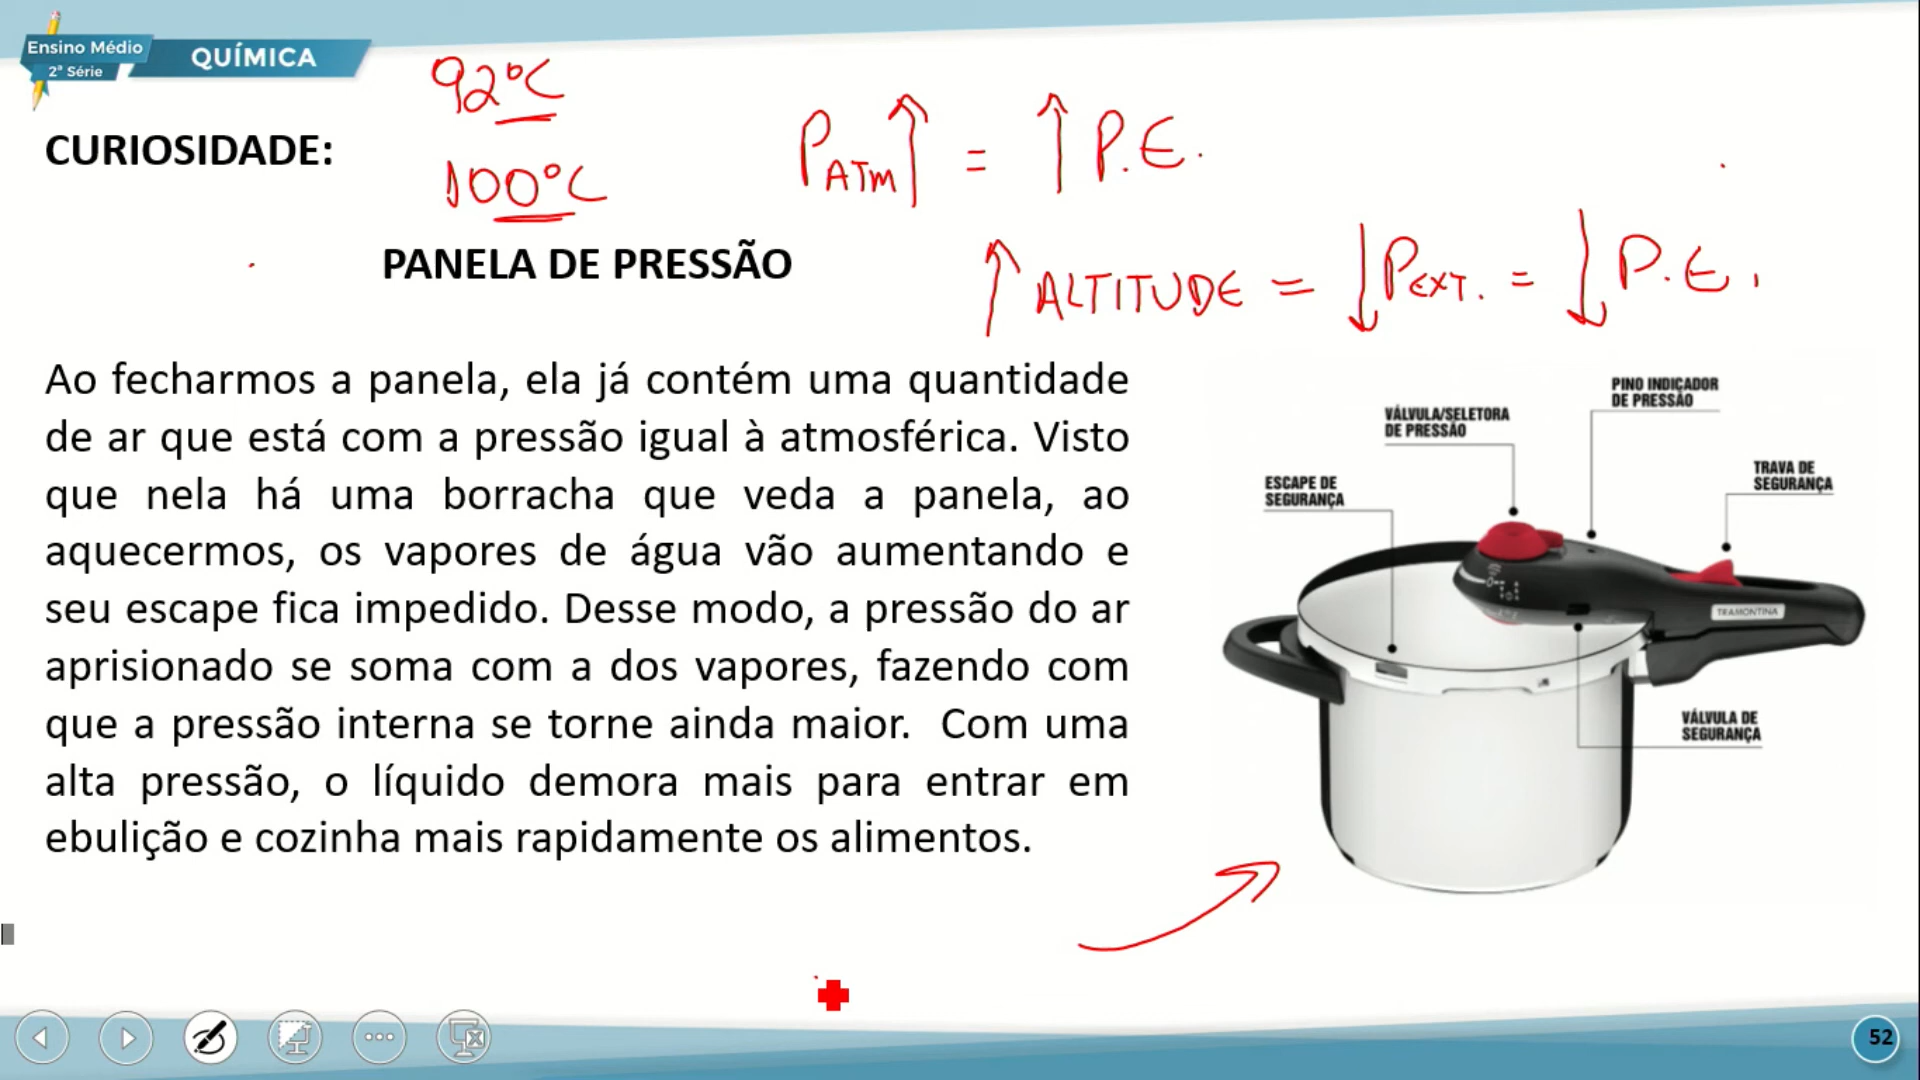 Ensino Médio
2ª Série
QUÍMICA
92°C
CURIOSIDADE:
100°C
PATM ↑ = ↑ P.E.
PANELA DE PRESSÃO
↑ ALTITUDE = ↓ PEXT. = ↓ P.E.
Ao fecharmos a panela, ela já contém uma quantidade
de ar que está com a pressão igual à atmosférica. Visto
que nela há uma borracha que veda a panela, ao
aquecermos, os vapores de água vão aumentando e
seu escape fica impedido. Desse modo, a pressão do ar
aprisionado se soma com a dos vapores, fazendo com
que a pressão interna se torne ainda maior. Com uma
alta pressão, o líquido demora mais para entrar em
ebulição e cozinha mais rapidamente os alimentos.
PINO INDICADOR
DE PRESSÃO
VÁLVULA/SELETORA
DE PRESSÃO
TRAVA DE
SEGURANÇA
ESCAPE DE
SEGURANÇA
TRAMONTINA
VÁLVULA DE
SEGURANÇA
52